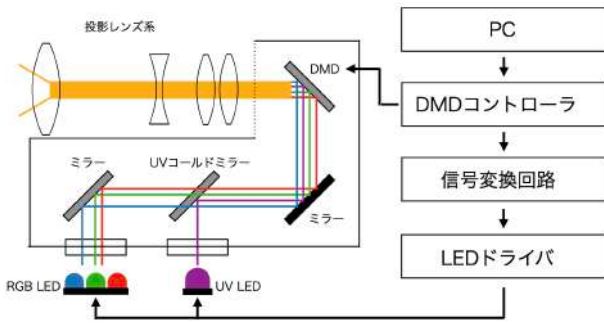 投影レンズ系
DMD
ミラー
UVコールドミラー
ミラー
RGB LED
UV LED
PC
DMDコントローラ
信号変換回路
LEDドライバ